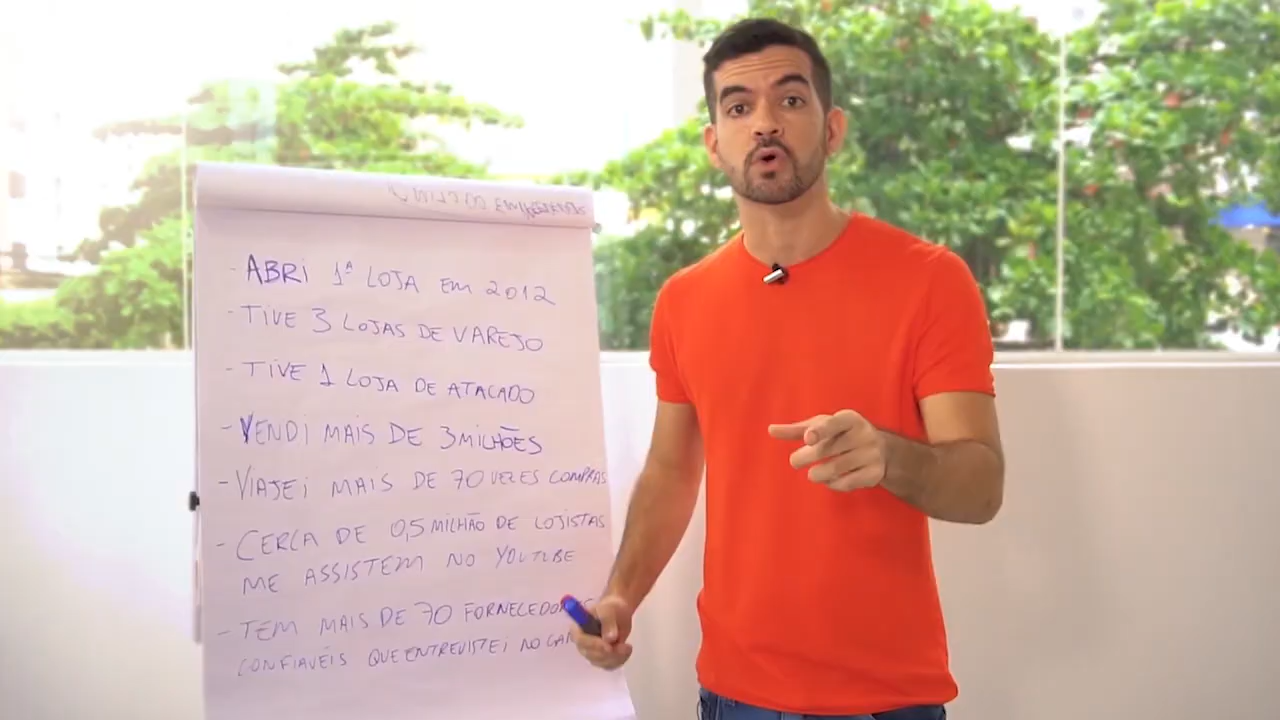 - ABRI 1ª LOJA EM 2012
- TIVE 3 LOJAS DE VAREJO
- TIVE 1 LOJA DE ATACADO
- VENDI MAIS DE 3 MILHÕES
- VIAJEI MAIS DE 70 VEZES COMPRAS
- CERCA DE 0,5 MILHÃO DE LOJISTAS
ME ASSISTEM NO YOUTUBE
- TEM MAIS DE 70
CONFIAVÉIS QUE ENTREVISTEI NO